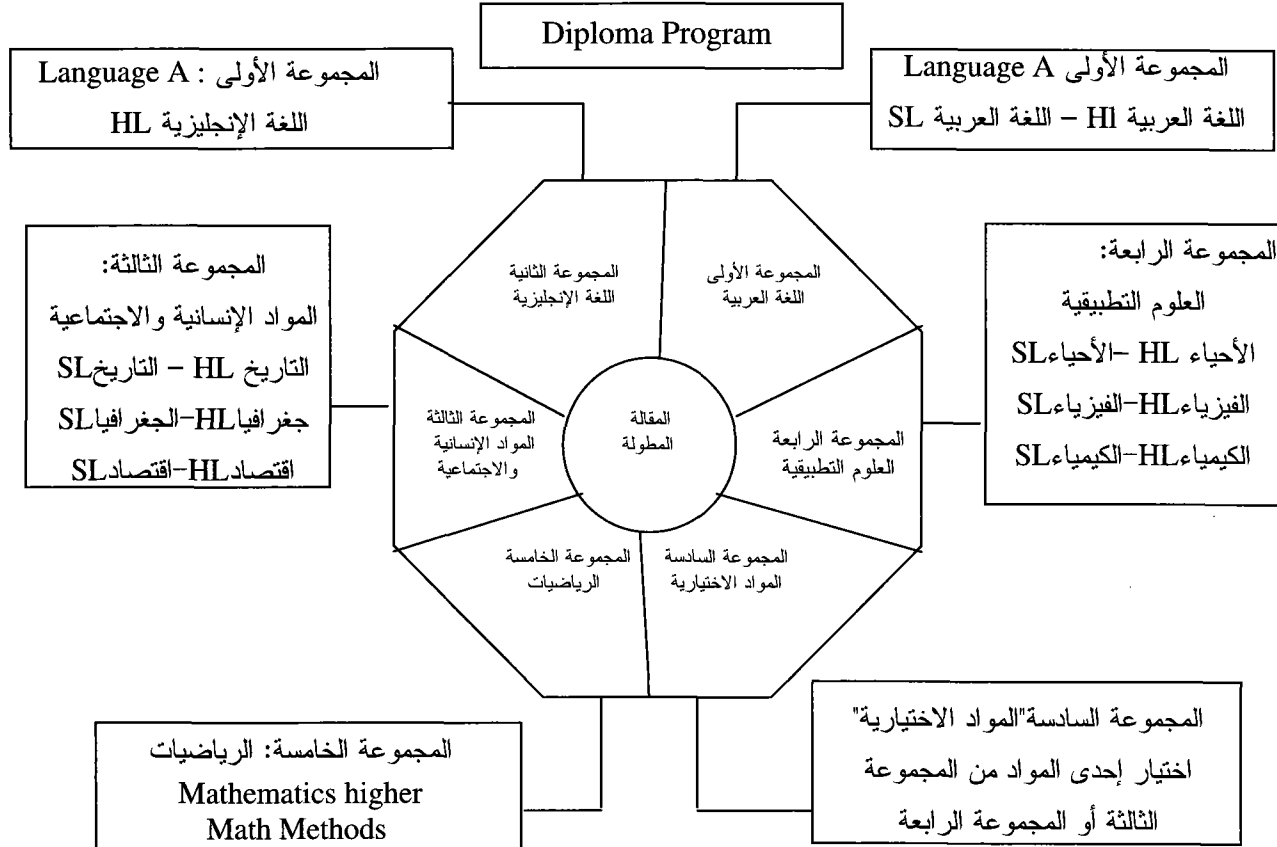 Diploma Program
المجموعة الأولى Language A
اللغة العربية Hl – اللغة العربية SL
المجموعة الأولى : Language A
اللغة الإنجليزية HL
المجموعة الأولى
اللغة العربية
المجموعة الثانية
اللغة الإنجليزية
المجموعة الرابعة:
العلوم التطبيقية
الأحياء HL –الأحياءSL
الفيزياءHL–الفيزياءSL
الكيمياءHL–الكيمياءSL
المجموعة الثالثة:
المواد الإنسانية والاجتماعية
التاريخ HL – التاريخSL
جغرافياHL–الجغرافياSL
اقتصادHL–اقتصادSL
المجموعة الرابعة
العلوم التطبيقية
المقالة
المطولة
المجموعة الثالثة
المواد الإنسانية
والاجتماعية
المجموعة السادسة
المواد الاختيارية
المجموعة الخامسة
الرياضيات
المجموعة السادسة"المواد الاختيارية"
اختيار إحدى المواد من المجموعة
الثالثة أو المجموعة الرابعة
المجموعة الخامسة: الرياضيات
Mathematics higher
Math Methods